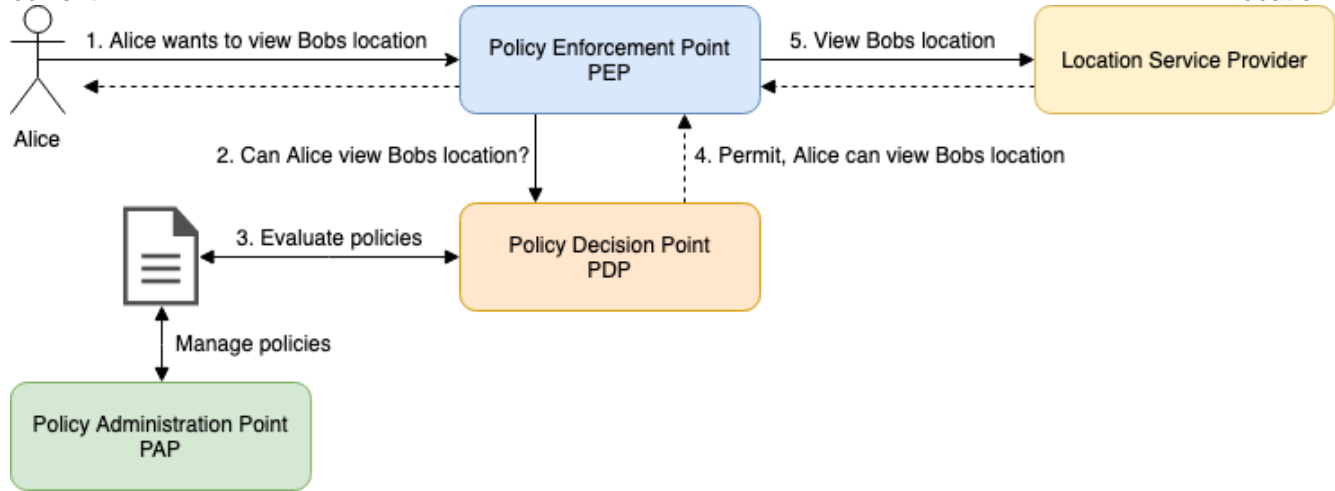 1. Alice wants to view Bobs location
Policy Enforcement Point
PEP
5. View Bobs location
Location Service Provider
Alice
2. Can Alice view Bobs location?
4. Permit, Alice can view Bobs location
3. Evaluate policies
Policy Decision Point
PDP
Manage policies
Policy Administration Point
PAP